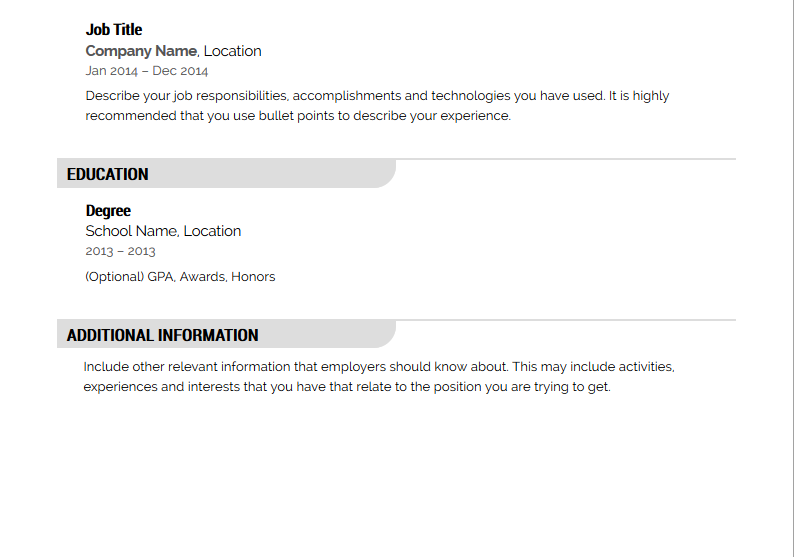 Job Title
Company Name, Location
Jan 2014 – Dec 2014
Describe your job responsibilities, accomplishments and technologies you have used. It is highly
recommended that you use bullet points to describe your experience.
EDUCATION
Degree
School Name, Location
2013 – 2013
(Optional) GPA, Awards, Honors
ADDITIONAL INFORMATION
Include other relevant information that employers should know about. This may include activities,
experiences and interests that you have that relate to the position you are trying to get.